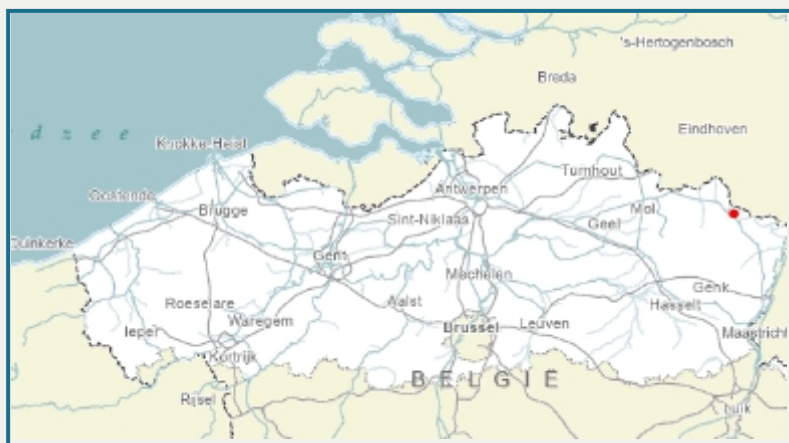 's-Hertogenbosch
Breda
d z e e
Eindhoven
Knokke-Heist
Turnhout
Antwerpen
Oostende
Brugge
Mol
Sint-Niklaas
Geel
Duinkerke
Gent
Mechelen
Genk
Roeselare
Aalst
Hasselt
Ieper
Waregem
Brussel
Leuven
Maastricht
Kortrijk
BELGIË
Rijsel
Luik